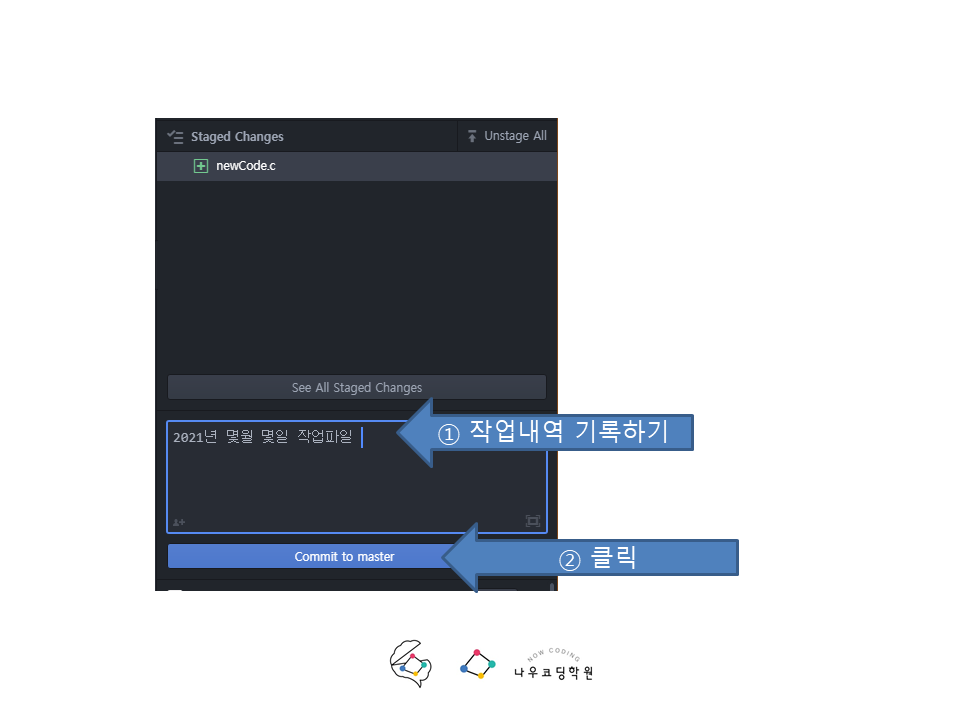 Staged Changes
Unstage All
newCode.c
See All Staged Changes
2021년 몇월 몇일 작업파일
① 작업내역 기록하기
Commit to master
② 클릭
NOW CODING
나우코딩학원